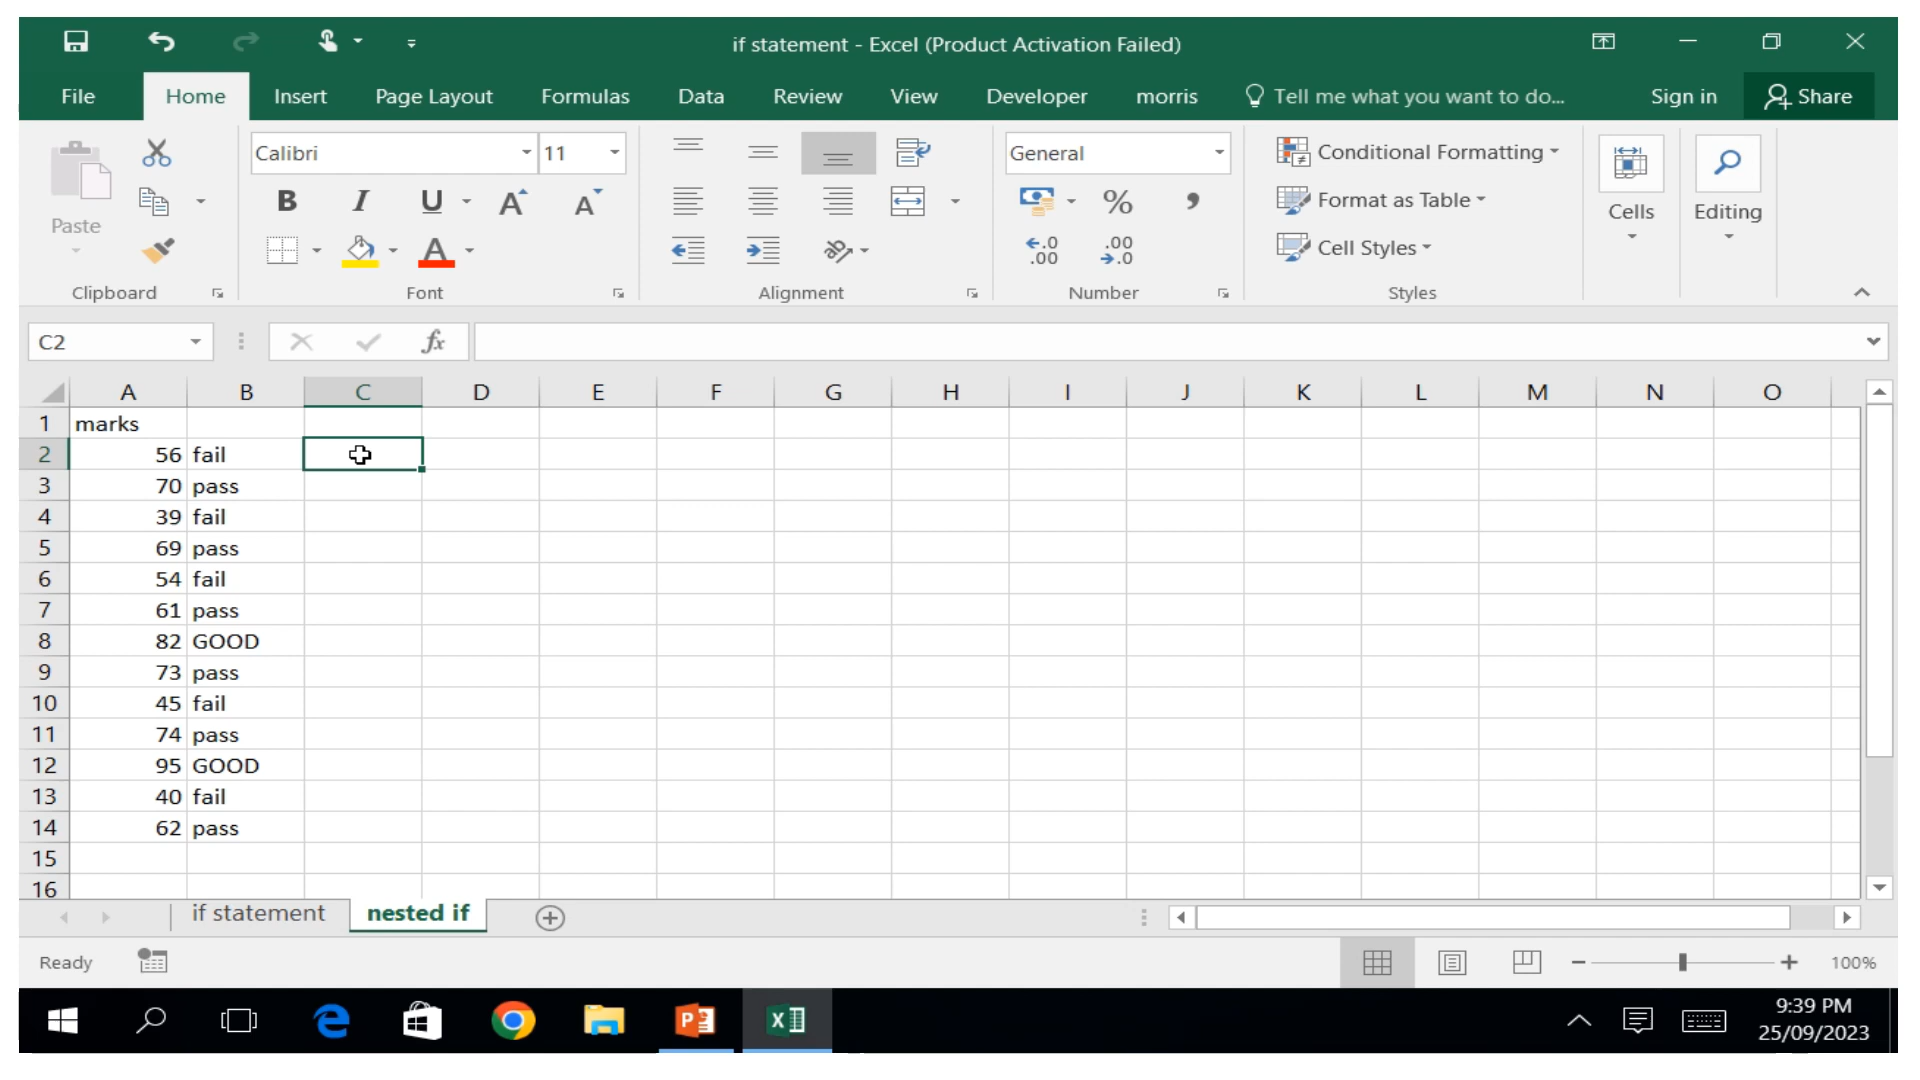 if statement - Excel (Product Activation Failed)
File Home Insert Page Layout Formulas Data Review View Developer morris Tell me what you want to do... Sign in Share
Calibri 11 General Conditional Formatting
B I U A A % Format as Table
Paste Cells Editing
A Cell Styles
Clipboard Font Alignment Number Styles
C2 fx
A B C D E F G H I J K L M N O
1 marks
2 56 fail
3 70 pass
4 39 fail
5 69 pass
6 54 fail
7 61 pass
8 82 GOOD
9 73 pass
10 45 fail
11 74 pass
12 95 GOOD
13 40 fail
14 62 pass
15
16
if statement nested if
Ready 100%
9:39 PM
25/09/2023